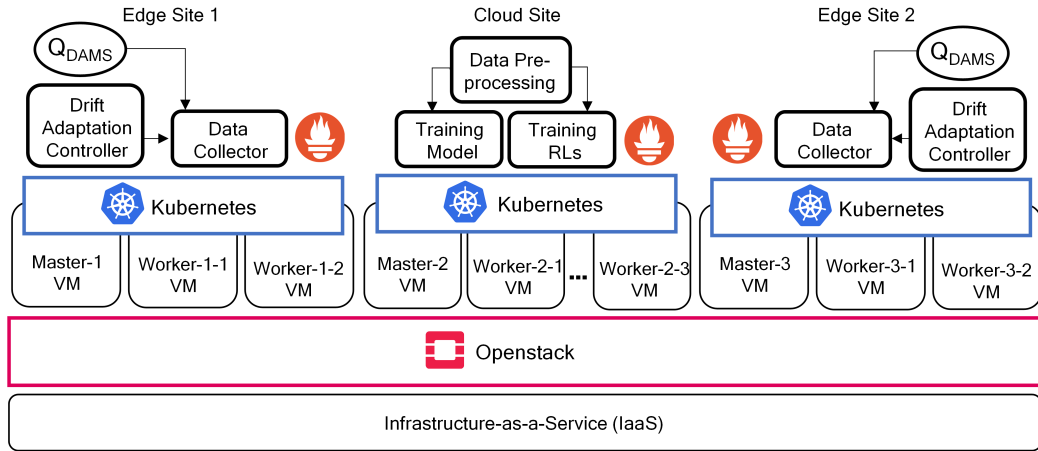 Edge Site 1
Cloud Site
Edge Site 2
QDAMS
Drift
Adaptation
Controller
Data
Collector
Data Pre-
processing
Training
Model
Training
RLs
QDAMS
Data
Collector
Drift
Adaptation
Controller
Kubernetes
Kubernetes
Kubernetes
Master-1
VM
Worker-1-1
VM
Worker-1-2
VM
Master-2
VM
Worker-2-1
VM
...
Worker-2-3
VM
Master-3
VM
Worker-3-1
VM
Worker-3-2
VM
Openstack
Infrastructure-as-a-Service (IaaS)